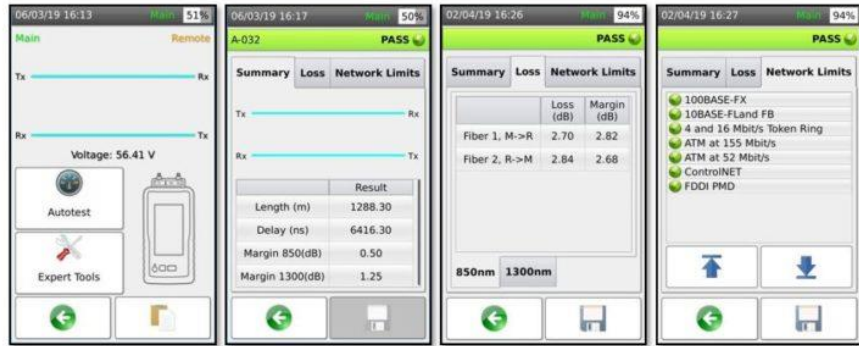 06/03/19 16:13 Main 51%
Main Remote
Tx Rx
Rx Tx
Voltage: 56.41 V
Autotest
Expert Tools
06/03/19 16:17 Main 50%
A-032 PASS
Summary Loss Network Limits
Tx Rx
Rx Tx
Result
Length (m) 1288.30
Delay (ns) 6416.30
Margin 850(dB) 0.50
Margin 1300(dB) 1.25
02/04/19 16:26 Main 94%
PASS
Summary Loss Network Limits
Loss (dB) Margin (dB)
Fiber 1, M->R 2.70 2.82
Fiber 2, R->M 2.84 2.68
850nm 1300nm
02/04/19 16:27 Main 94%
PASS
Summary Loss Network Limits
100BASE-FX
10BASE-FLand FB
4 and 16 Mbit/s Token Ring
ATM at 155 Mbit/s
ATM at 52 Mbit/s
ControlNET
FDDI PMD